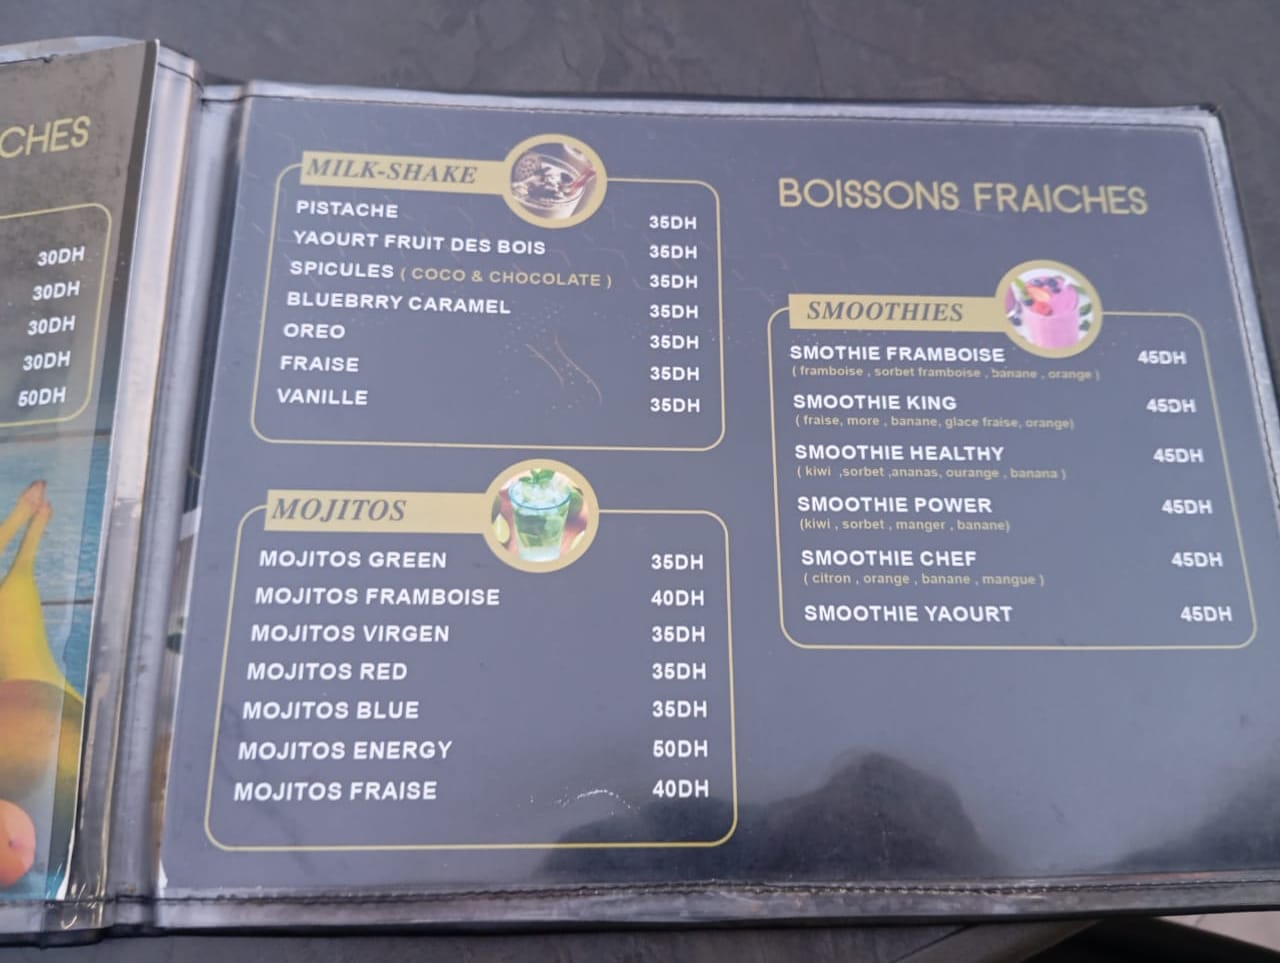 CHES
30DH
30DH
30DH
30DH
50DH
MILK-SHAKE
PISTACHE 35DH
YAOURT FRUIT DES BOIS 35DH
SPICULES ( COCO & CHOCOLATE ) 35DH
BLUEBRRY CARAMEL 35DH
OREO 35DH
FRAISE 35DH
VANILLE 35DH
MOJITOS
MOJITOS GREEN 35DH
MOJITOS FRAMBOISE 40DH
MOJITOS VIRGEN 35DH
MOJITOS RED 35DH
MOJITOS BLUE 35DH
MOJITOS ENERGY 50DH
MOJITOS FRAISE 40DH
BOISSONS FRAICHES
SMOOTHIES
SMOTHIE FRAMBOISE 45DH
( framboise , sorbet framboise , banane , orange )
SMOOTHIE KING 45DH
( fraise, more , banane, glace fraise, orange)
SMOOTHIE HEALTHY 45DH
( kiwi ,sorbet ,ananas, ourange , banana )
SMOOTHIE POWER 45DH
(kiwi , sorbet , manger , banane)
SMOOTHIE CHEF 45DH
( citron , orange , banane , mangue )
SMOOTHIE YAOURT 45DH